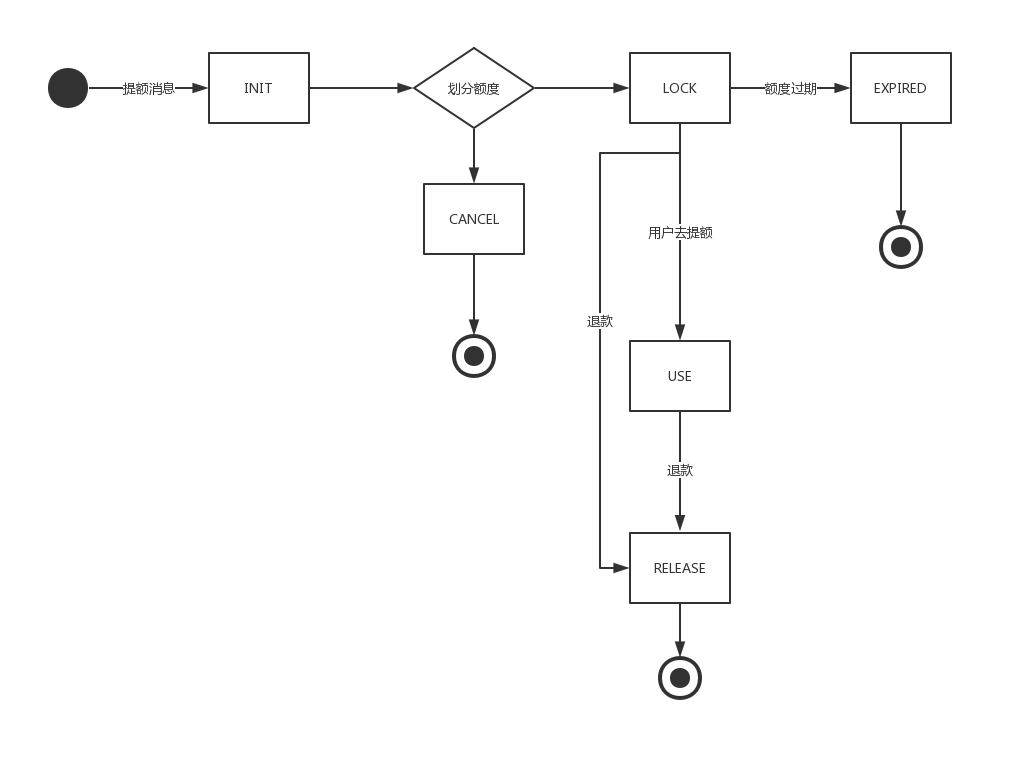 提额消息
INIT
划分额度
LOCK
额度过期
EXPIRED
CANCEL
用户去提额
退款
USE
退款
RELEASE